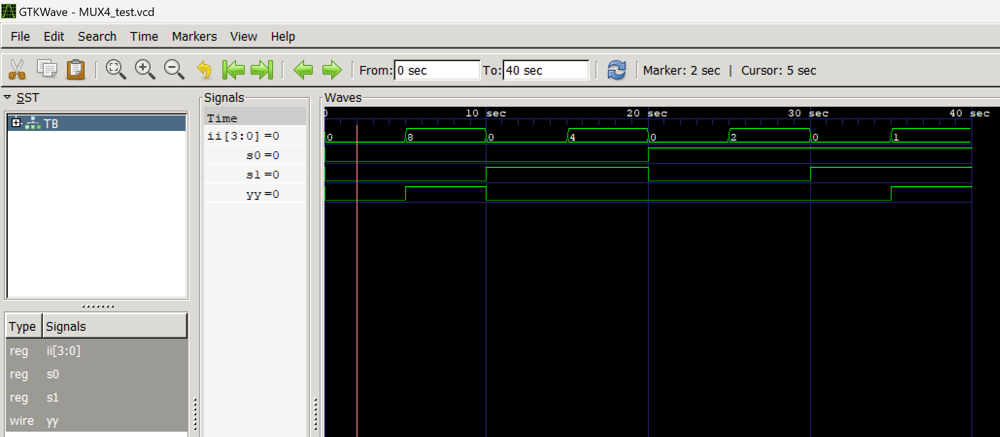 GTKWave - MUX4_test.vcd
File Edit Search Time Markers View Help
From: 0 sec To: 40 sec Marker: 2 sec | Cursor: 5 sec
SST
TB
Type Signals
reg ii[3:0]
reg s0
reg s1
wire yy
Signals
Time
ii[3:0] =0
s0 =0
s1 =0
yy =0
Waves
0 10 sec 20 sec 30 sec 40 sec
0 8 0 4 0 2 0 1